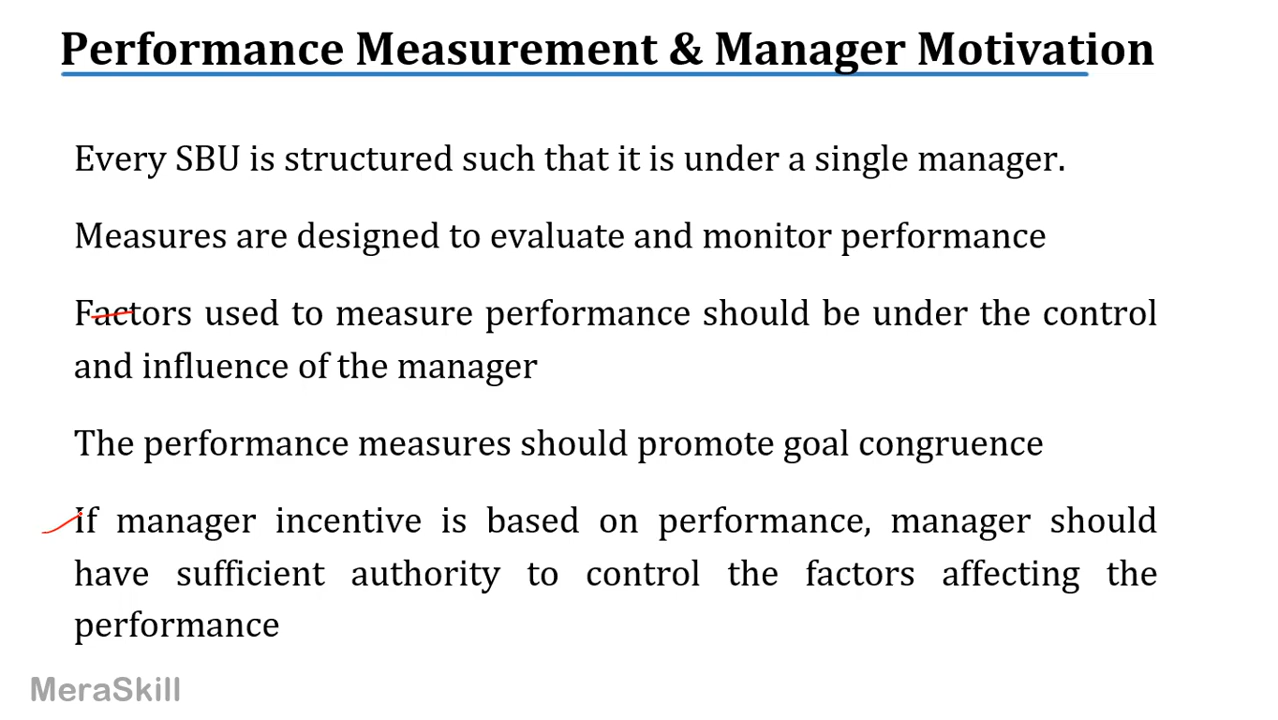 Performance Measurement & Manager Motivation
Every SBU is structured such that it is under a single manager.
Measures are designed to evaluate and monitor performance
Factors used to measure performance should be under the control
and influence of the manager
The performance measures should promote goal congruence
If manager incentive is based on performance, manager should
have sufficient authority to control the factors affecting the
performance
MeraSkill